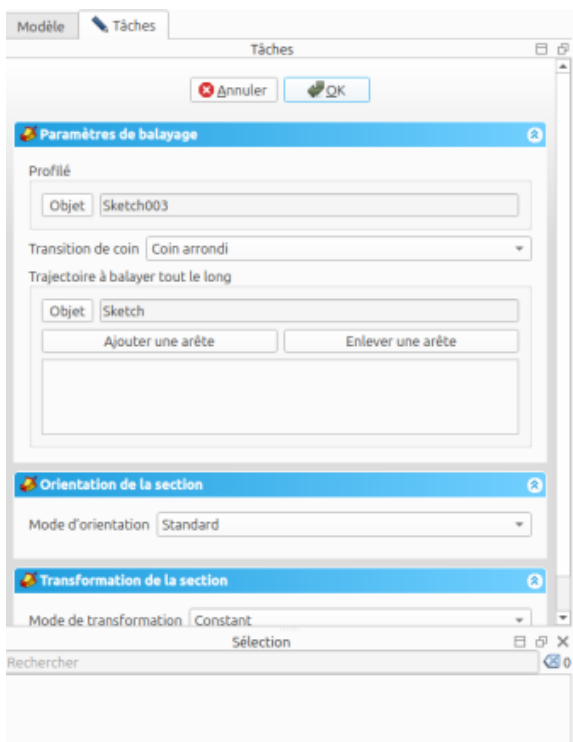 Modèle
Tâches
Tâches
Annuler
OK
Paramètres de balayage
Profilé
Objet Sketch003
Transition de coin Coin arrondi
Trajectoire à balayer tout le long
Objet Sketch
Ajouter une arête Enlever une arête
Orientation de la section
Mode d'orientation Standard
Transformation de la section
Mode de transformation Constant
Sélection
Rechercher 0